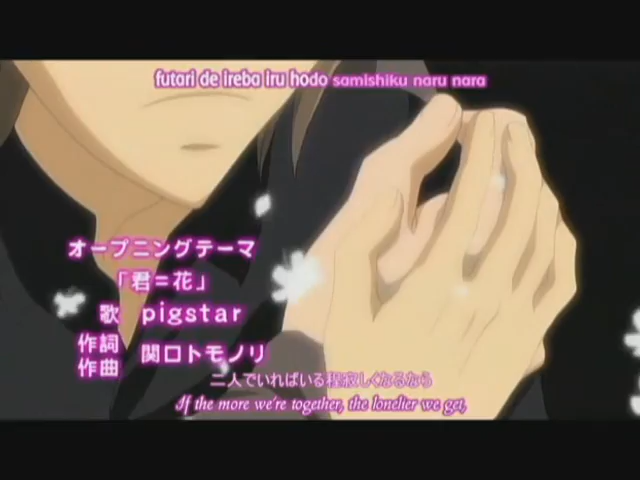 futari de ireba iru hodo samishiku naru nara
オープニングテーマ
「君=花」
歌 pigstar
作詞
作曲 関口トモノリ
二人でいればいる程寂しくなるなら
If the more we're together, the lonelier we get,